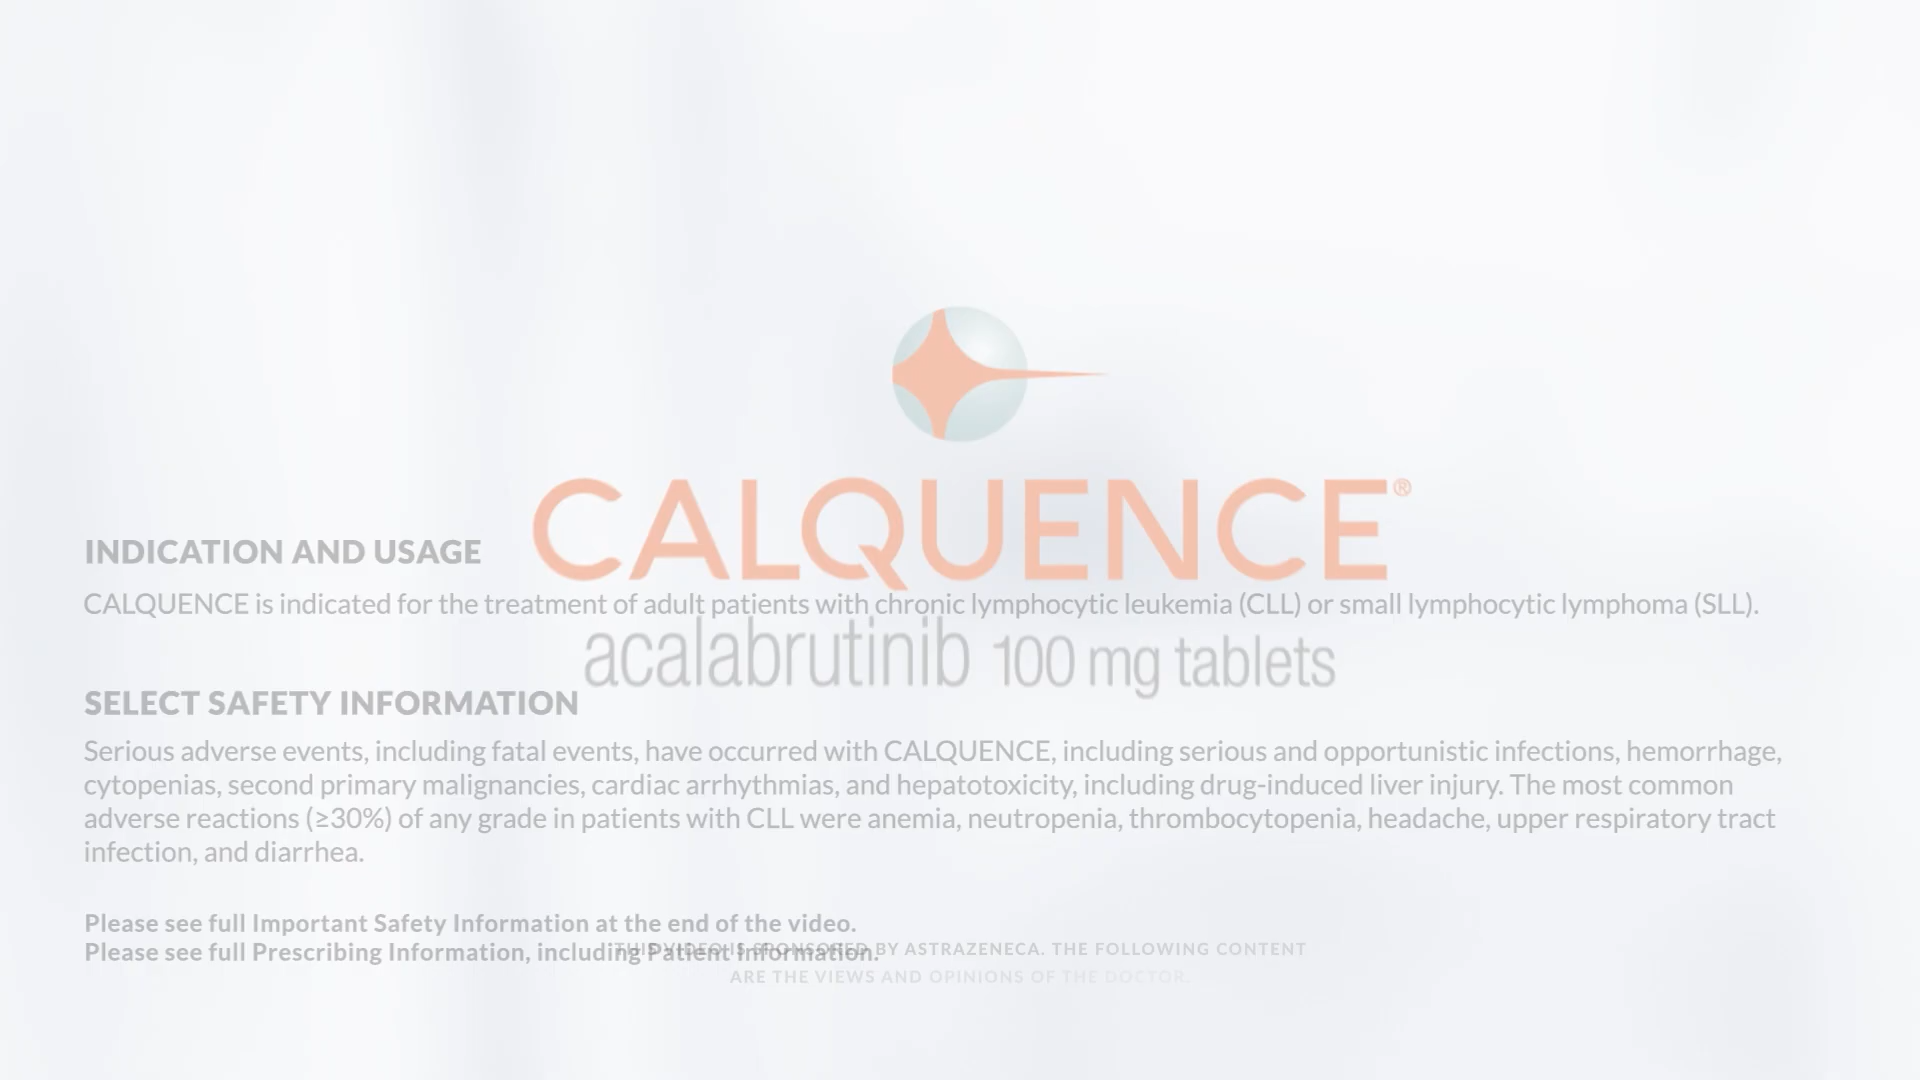 CALQUENCE®
INDICATION AND USAGE
CALQUENCE is indicated for the treatment of adult patients with chronic lymphocytic leukemia (CLL) or small lymphocytic lymphoma (SLL).
acalabrutinib 100 mg tablets
SELECT SAFETY INFORMATION
Serious adverse events, including fatal events, have occurred with CALQUENCE, including serious and opportunistic infections, hemorrhage,
cytopenias, second primary malignancies, cardiac arrhythmias, and hepatotoxicity, including drug-induced liver injury. The most common
adverse reactions (≥30%) of any grade in patients with CLL were anemia, neutropenia, thrombocytopenia, headache, upper respiratory tract
infection, and diarrhea.
Please see full Important Safety Information at the end of the video.
Please see full Prescribing Information, including Patient Information.
THIS VIDEO IS SPONSORED BY ASTRAZENECA. THE FOLLOWING CONTENT
ARE THE VIEWS AND OPINIONS OF THE DOCTOR.